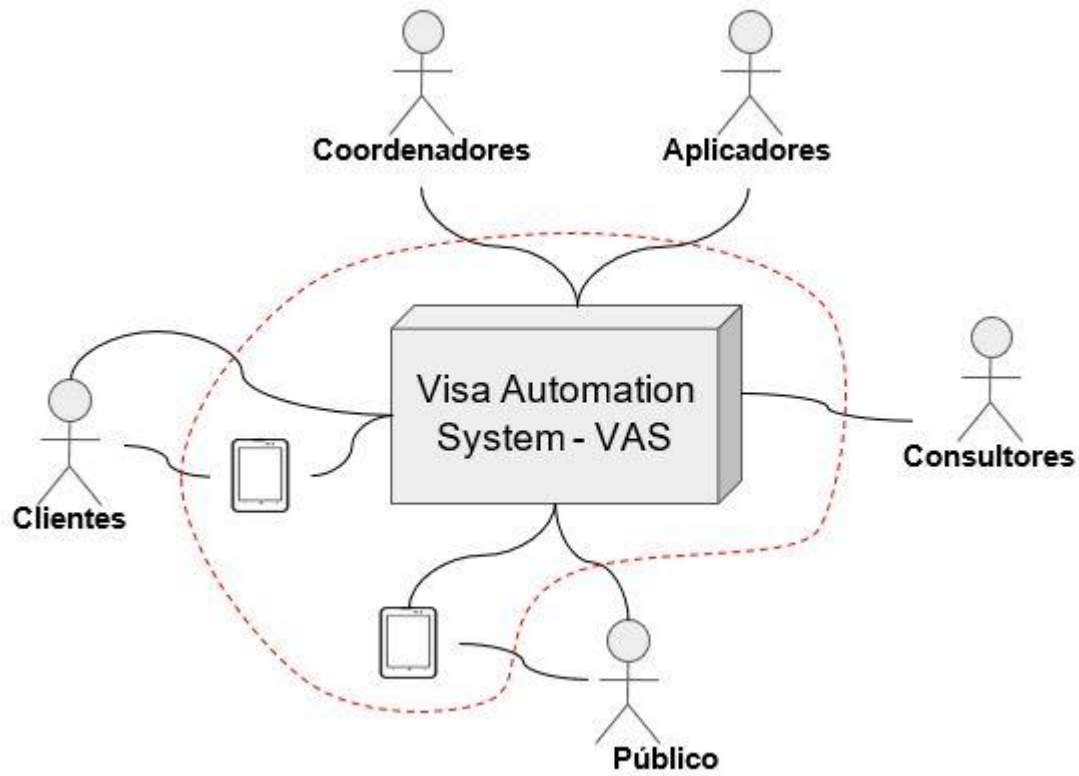 Coordenadores
Aplicadores
Visa Automation
System - VAS
Consultores
Clientes
Público